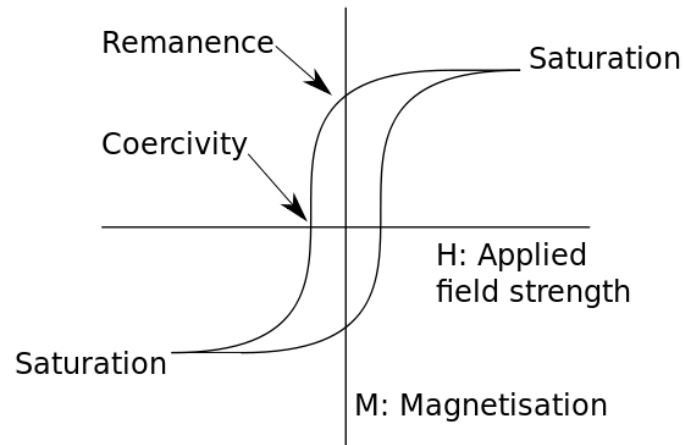 Remanence
Saturation
Coercivity
H: Applied
field strength
Saturation
M: Magnetisation